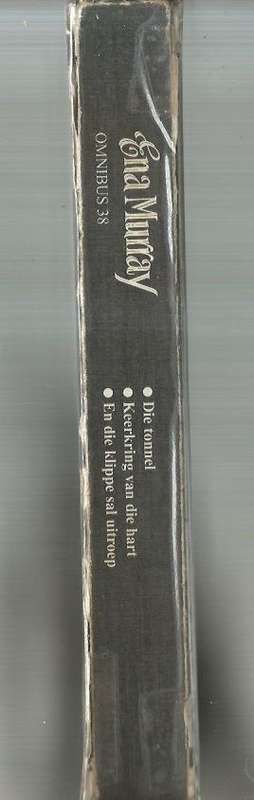 Ena Murray
OMNIBUS 38
● Die tonnel
● Keerkring van die hart
● En die klippe sal uitroep